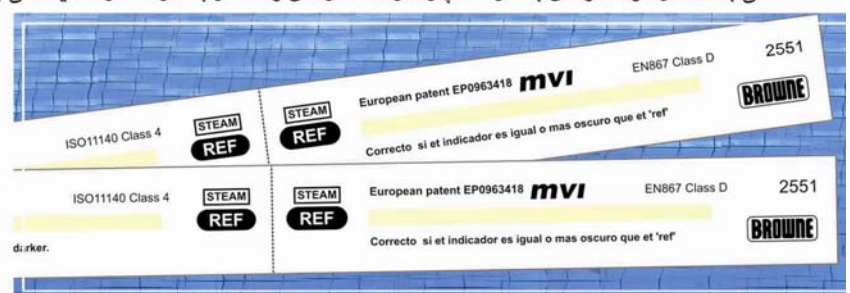 European patent EP0963418 mvi EN867 Class D 2551
ISO11140 Class 4 STEAM STEAM BROWNE
REF REF
Correcto si et indicador es igual o mas oscuro que et 'ref'
European patent EP0963418 mvi EN867 Class D 2551
ISO11140 Class 4 STEAM STEAM
REF REF BROWNE
darker. Correcto si et indicador es igual o mas oscuro que et 'ref'